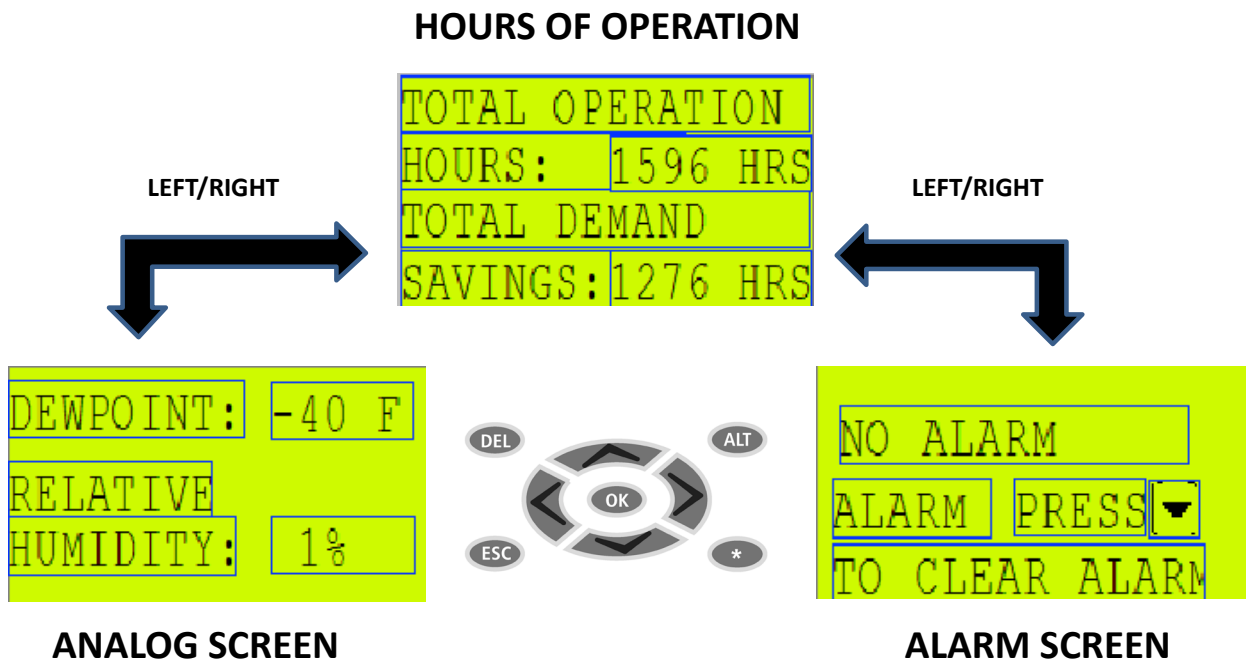 HOURS OF OPERATION
TOTAL OPERATION
HOURS: 1596 HRS
TOTAL DEMAND
SAVINGS: 1276 HRS
LEFT/RIGHT
LEFT/RIGHT
DEWPOINT: -40 F
RELATIVE
HUMIDITY: 1%
DEL
ALT
OK
ESC
*
NO ALARM
ALARM PRESS
TO CLEAR ALARM
ANALOG SCREEN
ALARM SCREEN